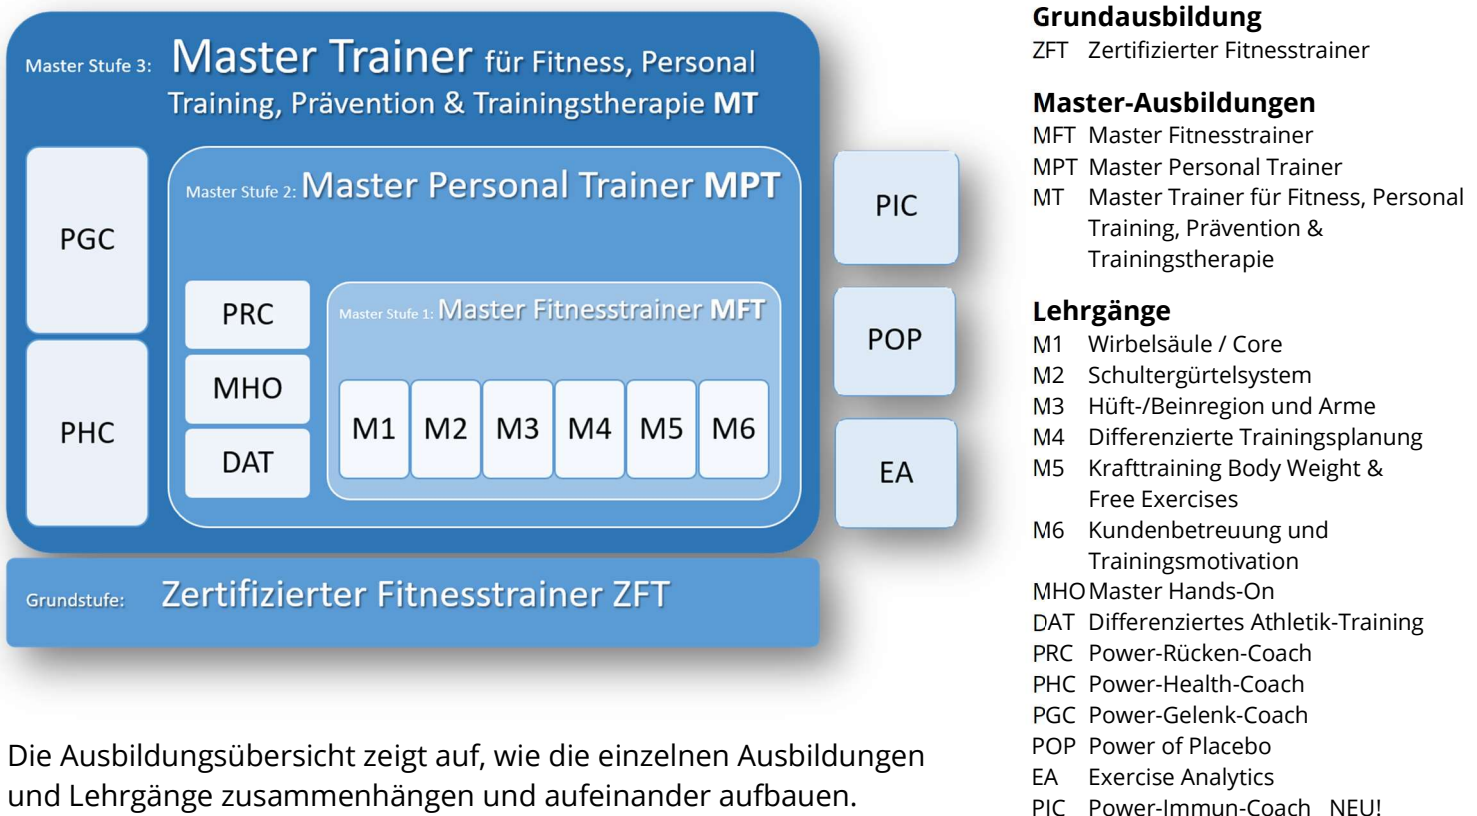 Master Stufe 3: Master Trainer für Fitness, Personal
Training, Prävention & Trainingstherapie MT
PGC
PHC
Master Stufe 2: Master Personal Trainer MPT
PRC
MHO
DAT
Master Stufe 1: Master Fitnesstrainer MFT
M1 M2 M3 M4 M5 M6
PIC
POP
EA
Grundstufe: Zertifizierter Fitnesstrainer ZFT
Die Ausbildungsübersicht zeigt auf, wie die einzelnen Ausbildungen
und Lehrgänge zusammenhängen und aufeinander aufbauen.
Grundausbildung
ZFT Zertifizierter Fitnesstrainer
Master-Ausbildungen
MFT Master Fitnesstrainer
MPT Master Personal Trainer
MT Master Trainer für Fitness, Personal
Training, Prävention &
Trainingstherapie
Lehrgänge
M1 Wirbelsäule / Core
M2 Schultergürtelsystem
M3 Hüft-/Beinregion und Arme
M4 Differenzierte Trainingsplanung
M5 Krafttraining Body Weight &
Free Exercises
M6 Kundenbetreuung und
Trainingsmotivation
MHO Master Hands-On
DAT Differenziertes Athletik-Training
PRC Power-Rücken-Coach
PHC Power-Health-Coach
PGC Power-Gelenk-Coach
POP Power of Placebo
EA Exercise Analytics
PIC Power-Immun-Coach NEU!